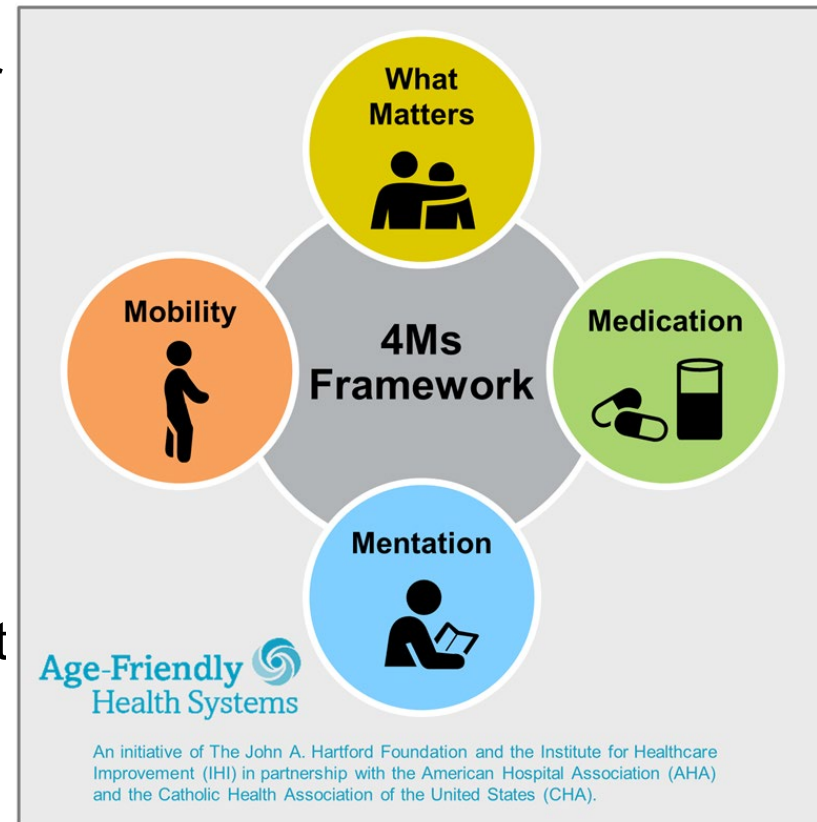 What
Matters
Mobility
4Ms
Framework
Medication
Mentation
Age-Friendly
Health Systems
An initiative of The John A. Hartford Foundation and the Institute for Healthcare
Improvement (IHI) in partnership with the American Hospital Association (AHA)
and the Catholic Health Association of the United States (CHA).